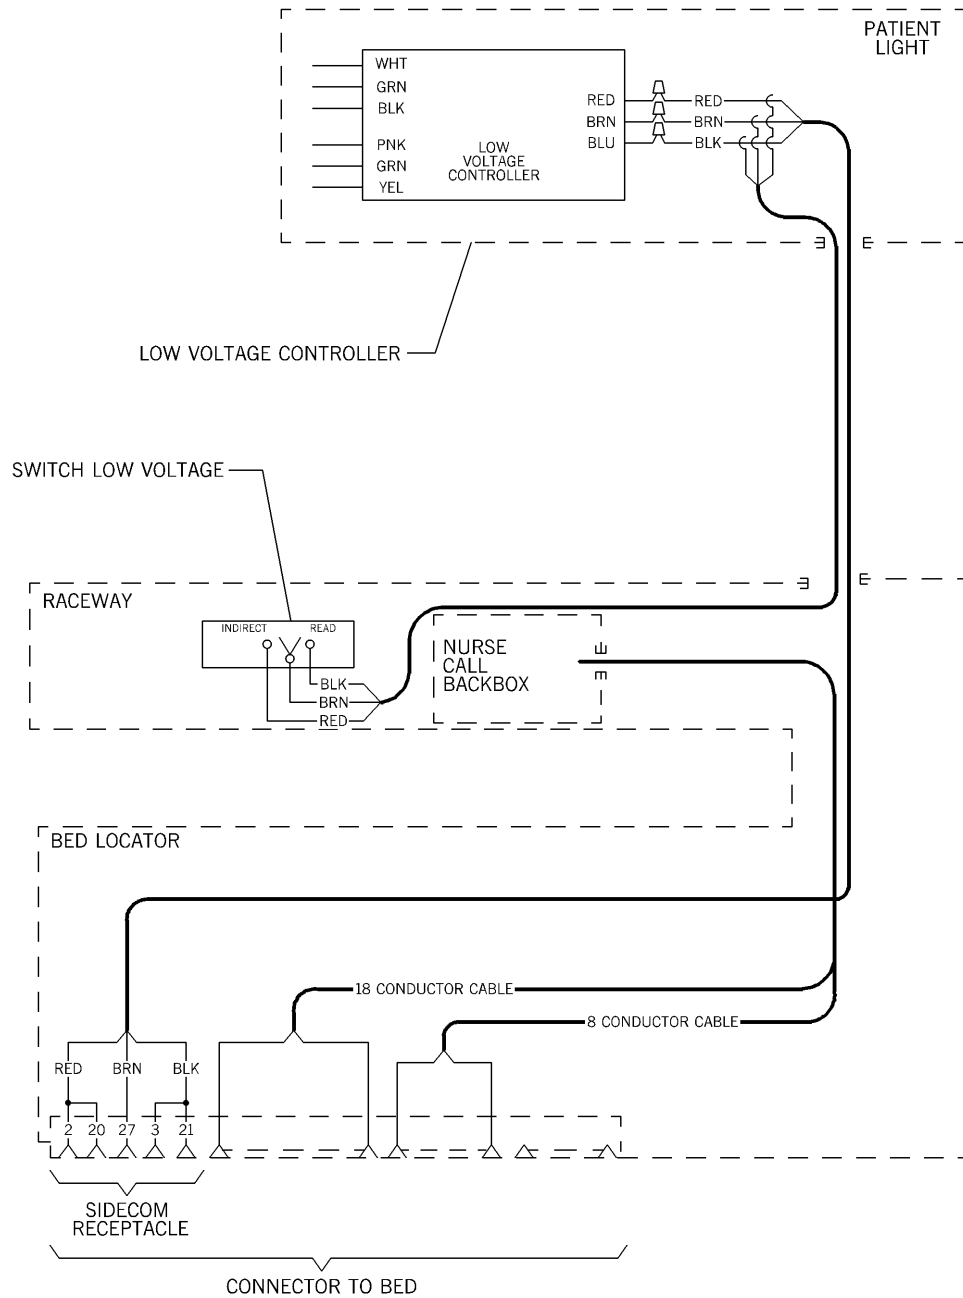 PATIENT
LIGHT
WHT
GRN
BLK
PNK
GRN
YEL
LOW
VOLTAGE
CONTROLLER
RED
BRN
BLU
RED
BRN
BLK
LOW VOLTAGE CONTROLLER
SWITCH LOW VOLTAGE
RACEWAY
INDIRECT
READ
BLK
BRN
RED
NURSE
CALL
BACKBOX
BED LOCATOR
18 CONDUCTOR CABLE
8 CONDUCTOR CABLE
RED
BRN
BLK
2
20
27
3
21
SIDECOM
RECEPTACLE
CONNECTOR TO BED